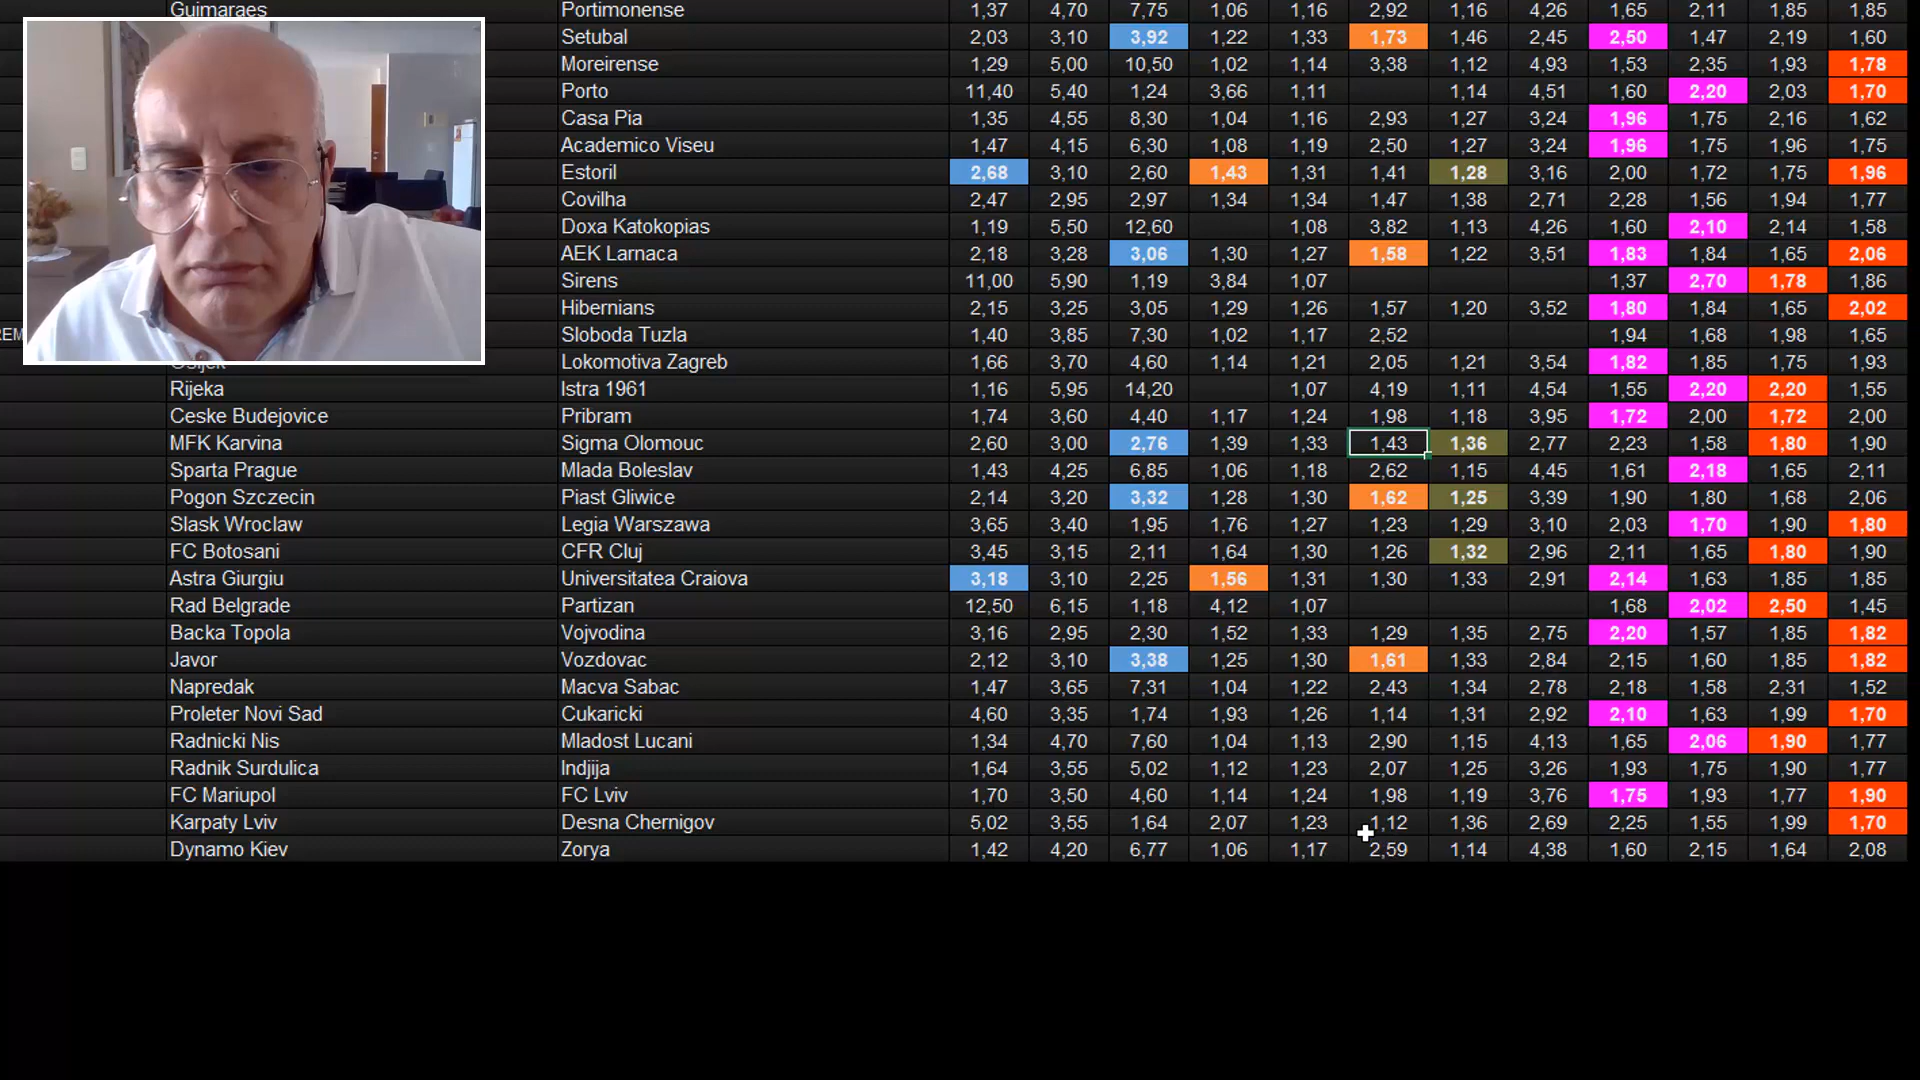 Guimaraes Portimonense 1,37 4,70 7,75 1,06 1,16 2,92 1,16 4,26 1,65 2,11 1,85 1,85
Setubal 2,03 3,10 3,92 1,22 1,33 1,73 1,46 2,45 2,50 1,47 2,19 1,60
Moreirense 1,29 5,00 10,50 1,02 1,14 3,38 1,12 4,93 1,53 2,35 1,93 1,78
Porto 11,40 5,40 1,24 3,66 1,11 1,14 4,51 1,60 2,20 2,03 1,70
Casa Pia 1,35 4,55 8,30 1,04 1,16 2,93 1,27 3,24 1,96 1,75 2,16 1,62
Academico Viseu 1,47 4,15 6,30 1,08 1,19 2,50 1,27 3,24 1,96 1,75 1,96 1,75
Estoril 2,68 3,10 2,60 1,43 1,31 1,41 1,28 3,16 2,00 1,72 1,75 1,96
Covilha 2,47 2,95 2,97 1,34 1,34 1,47 1,38 2,71 2,28 1,56 1,94 1,77
Doxa Katokopias 1,19 5,50 12,60 1,08 3,82 1,13 4,26 1,60 2,10 2,14 1,58
AEK Larnaca 2,18 3,28 3,06 1,30 1,27 1,58 1,22 3,51 1,83 1,84 1,65 2,06
Sirens 11,00 5,90 1,19 3,84 1,07 1,37 2,70 1,78 1,86
Hibernians 2,15 3,25 3,05 1,29 1,26 1,57 1,20 3,52 1,80 1,84 1,65 2,02
Sloboda Tuzla 1,40 3,85 7,30 1,02 1,17 2,52 1,94 1,68 1,98 1,65
Lokomotiva Zagreb 1,66 3,70 4,60 1,14 1,21 2,05 1,21 3,54 1,82 1,85 1,75 1,93
Rijeka Istra 1961 1,16 5,95 14,20 1,07 4,19 1,11 4,54 1,55 2,20 2,20 1,55
Ceske Budejovice Pribram 1,74 3,60 4,40 1,17 1,24 1,98 1,18 3,95 1,72 2,00 1,72 2,00
MFK Karvina Sigma Olomouc 2,60 3,00 2,76 1,39 1,33 1,43 1,36 2,77 2,23 1,58 1,80 1,90
Sparta Prague Mlada Boleslav 1,43 4,25 6,85 1,06 1,18 2,62 1,15 4,45 1,61 2,18 1,65 2,11
Pogon Szczecin Piast Gliwice 2,14 3,20 3,32 1,28 1,30 1,62 1,25 3,39 1,90 1,80 1,68 2,06
Slask Wroclaw Legia Warszawa 3,65 3,40 1,95 1,76 1,27 1,23 1,29 3,10 2,03 1,70 1,90 1,80
FC Botosani CFR Cluj 3,45 3,15 2,11 1,64 1,30 1,26 1,32 2,96 2,11 1,65 1,80 1,90
Astra Giurgiu Universitatea Craiova 3,18 3,10 2,25 1,56 1,31 1,30 1,33 2,91 2,14 1,63 1,85 1,85
Rad Belgrade Partizan 12,50 6,15 1,18 4,12 1,07 1,68 2,02 2,50 1,45
Backa Topola Vojvodina 3,16 2,95 2,30 1,52 1,33 1,29 1,35 2,75 2,20 1,57 1,85 1,82
Javor Vozdovac 2,12 3,10 3,38 1,25 1,30 1,61 1,33 2,84 2,15 1,60 1,85 1,82
Napredak Macva Sabac 1,47 3,65 7,31 1,04 1,22 2,43 1,34 2,78 2,18 1,58 2,31 1,52
Proleter Novi Sad Cukaricki 4,60 3,35 1,74 1,93 1,26 1,14 1,31 2,92 2,10 1,63 1,99 1,70
Radnicki Nis Mladost Lucani 1,34 4,70 7,60 1,04 1,13 2,90 1,15 4,13 1,65 2,06 1,90 1,77
Radnik Surdulica Indjija 1,64 3,55 5,02 1,12 1,23 2,07 1,25 3,26 1,93 1,75 1,90 1,77
FC Mariupol FC Lviv 1,70 3,50 4,60 1,14 1,24 1,98 1,19 3,76 1,75 1,93 1,77 1,90
Karpaty Lviv Desna Chernigov 5,02 3,55 1,64 2,07 1,23 1,12 1,36 2,69 2,25 1,55 1,99 1,70
Dynamo Kiev Zorya 1,42 4,20 6,77 1,06 1,17 2,59 1,14 4,38 1,60 2,15 1,64 2,08